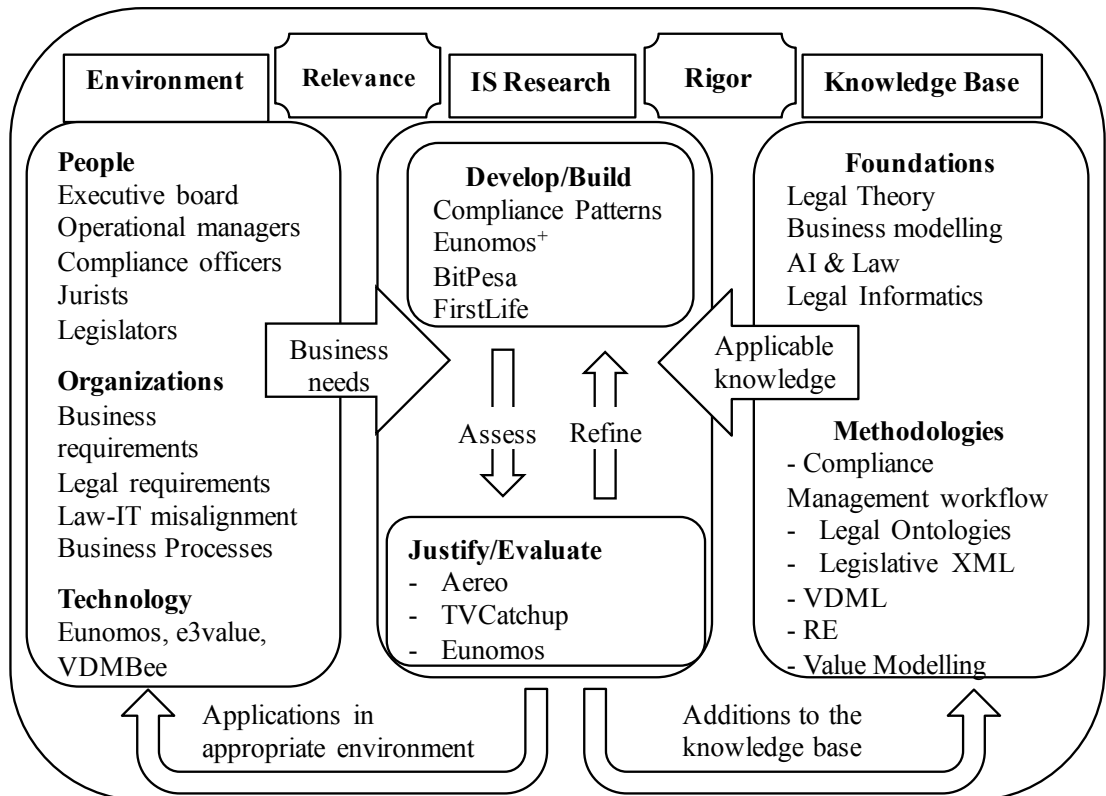 Environment
Relevance
IS Research
Rigor
Knowledge Base
People
Executive board
Operational managers
Compliance officers
Jurists
Legislators
Organizations
Business
requirements
Legal requirements
Law-IT misalignment
Business Processes
Technology
Eunomos, e3value,
VDMBee
Business
needs
Develop/Build
Compliance Patterns
Eunomos⁺
BitPesa
FirstLife
Assess
Refine
Justify/Evaluate
- Aereo
- TVCatchup
- Eunomos
Applicable
knowledge
Foundations
Legal Theory
Business modelling
AI & Law
Legal Informatics
Methodologies
- Compliance
Management workflow
- Legal Ontologies
- Legislative XML
- VDML
- RE
- Value Modelling
Applications in
appropriate environment
Additions to the
knowledge base